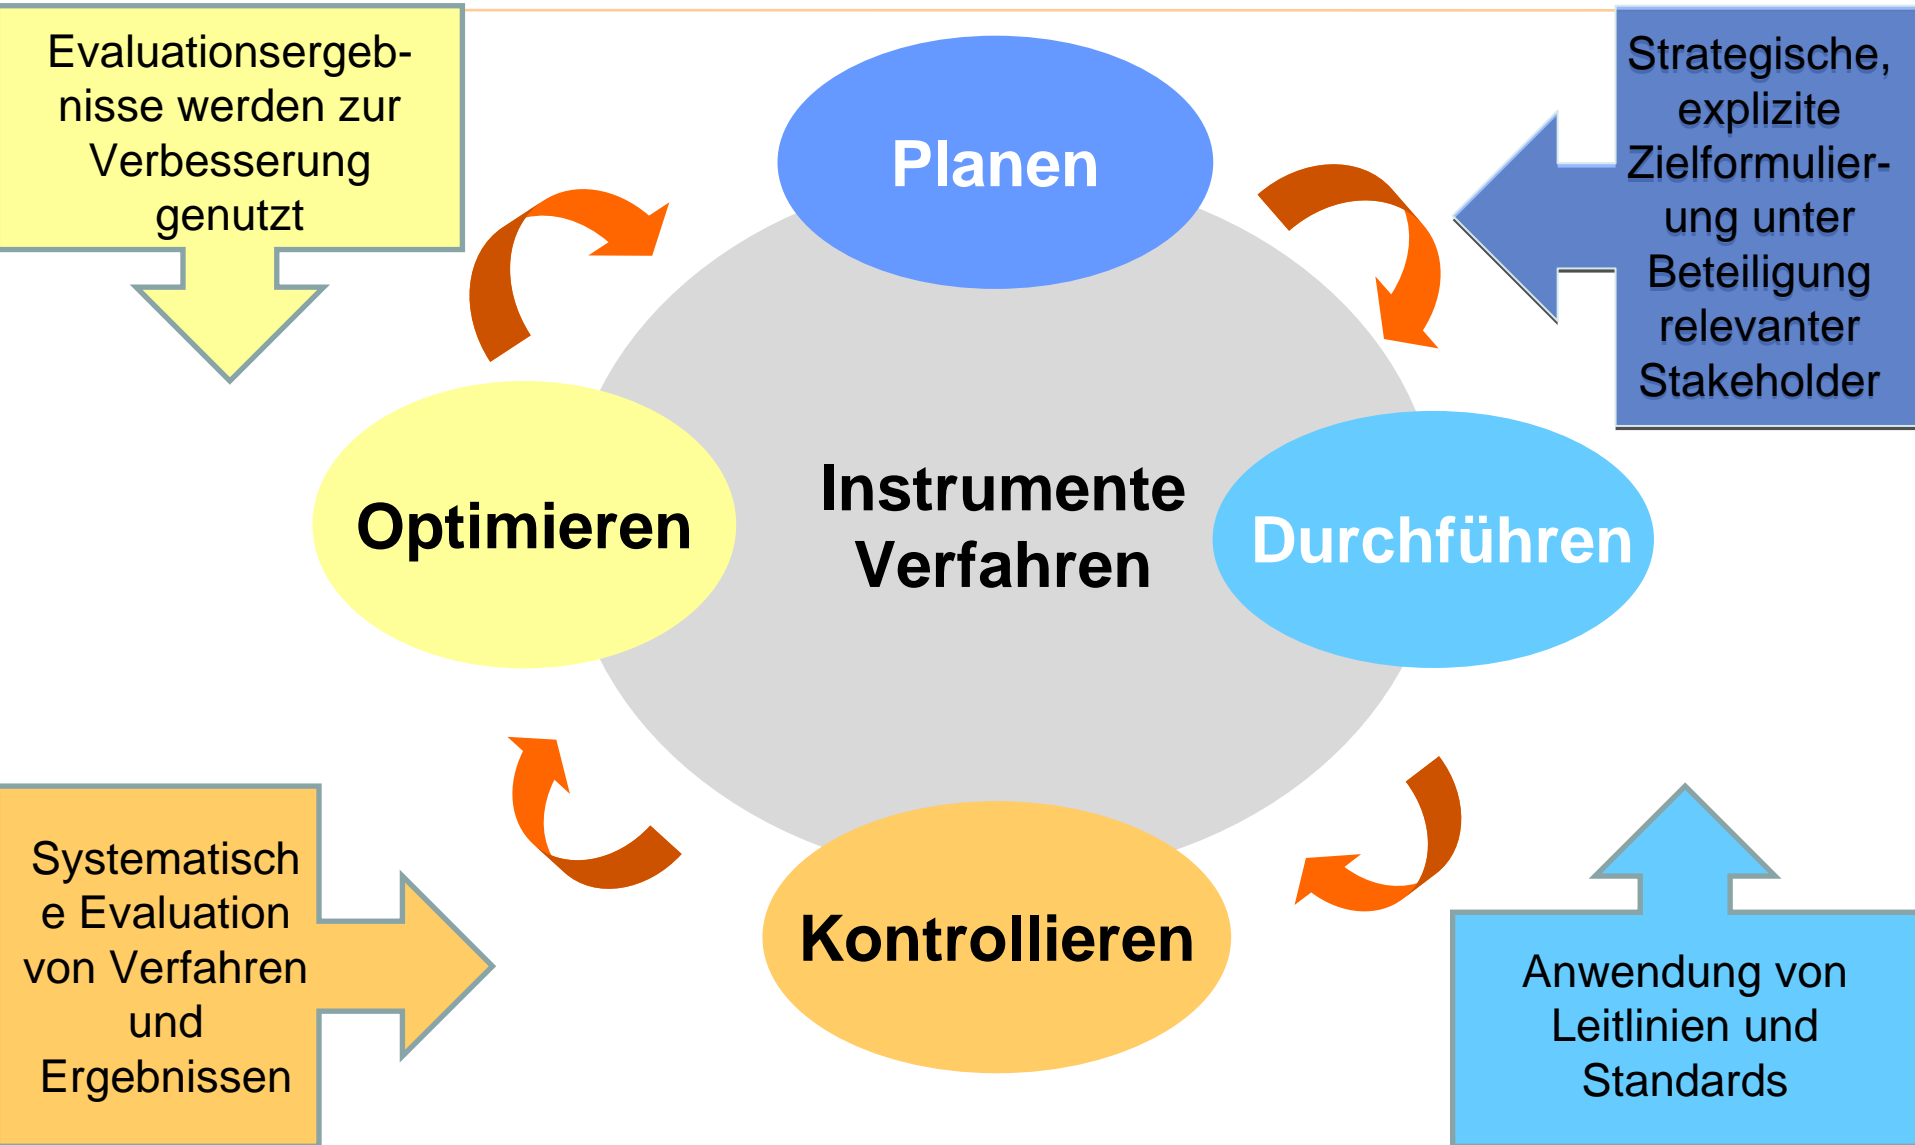 Evaluationsergeb-
nisse werden zur
Verbesserung
genutzt
Planen
Strategische,
explizite
Zielformulier-
ung unter
Beteiligung
relevanter
Stakeholder
Optimieren
Instrumente
Verfahren
Durchführen
Systematisch
e Evaluation
von Verfahren
und
Ergebnissen
Kontrollieren
Anwendung von
Leitlinien und
Standards